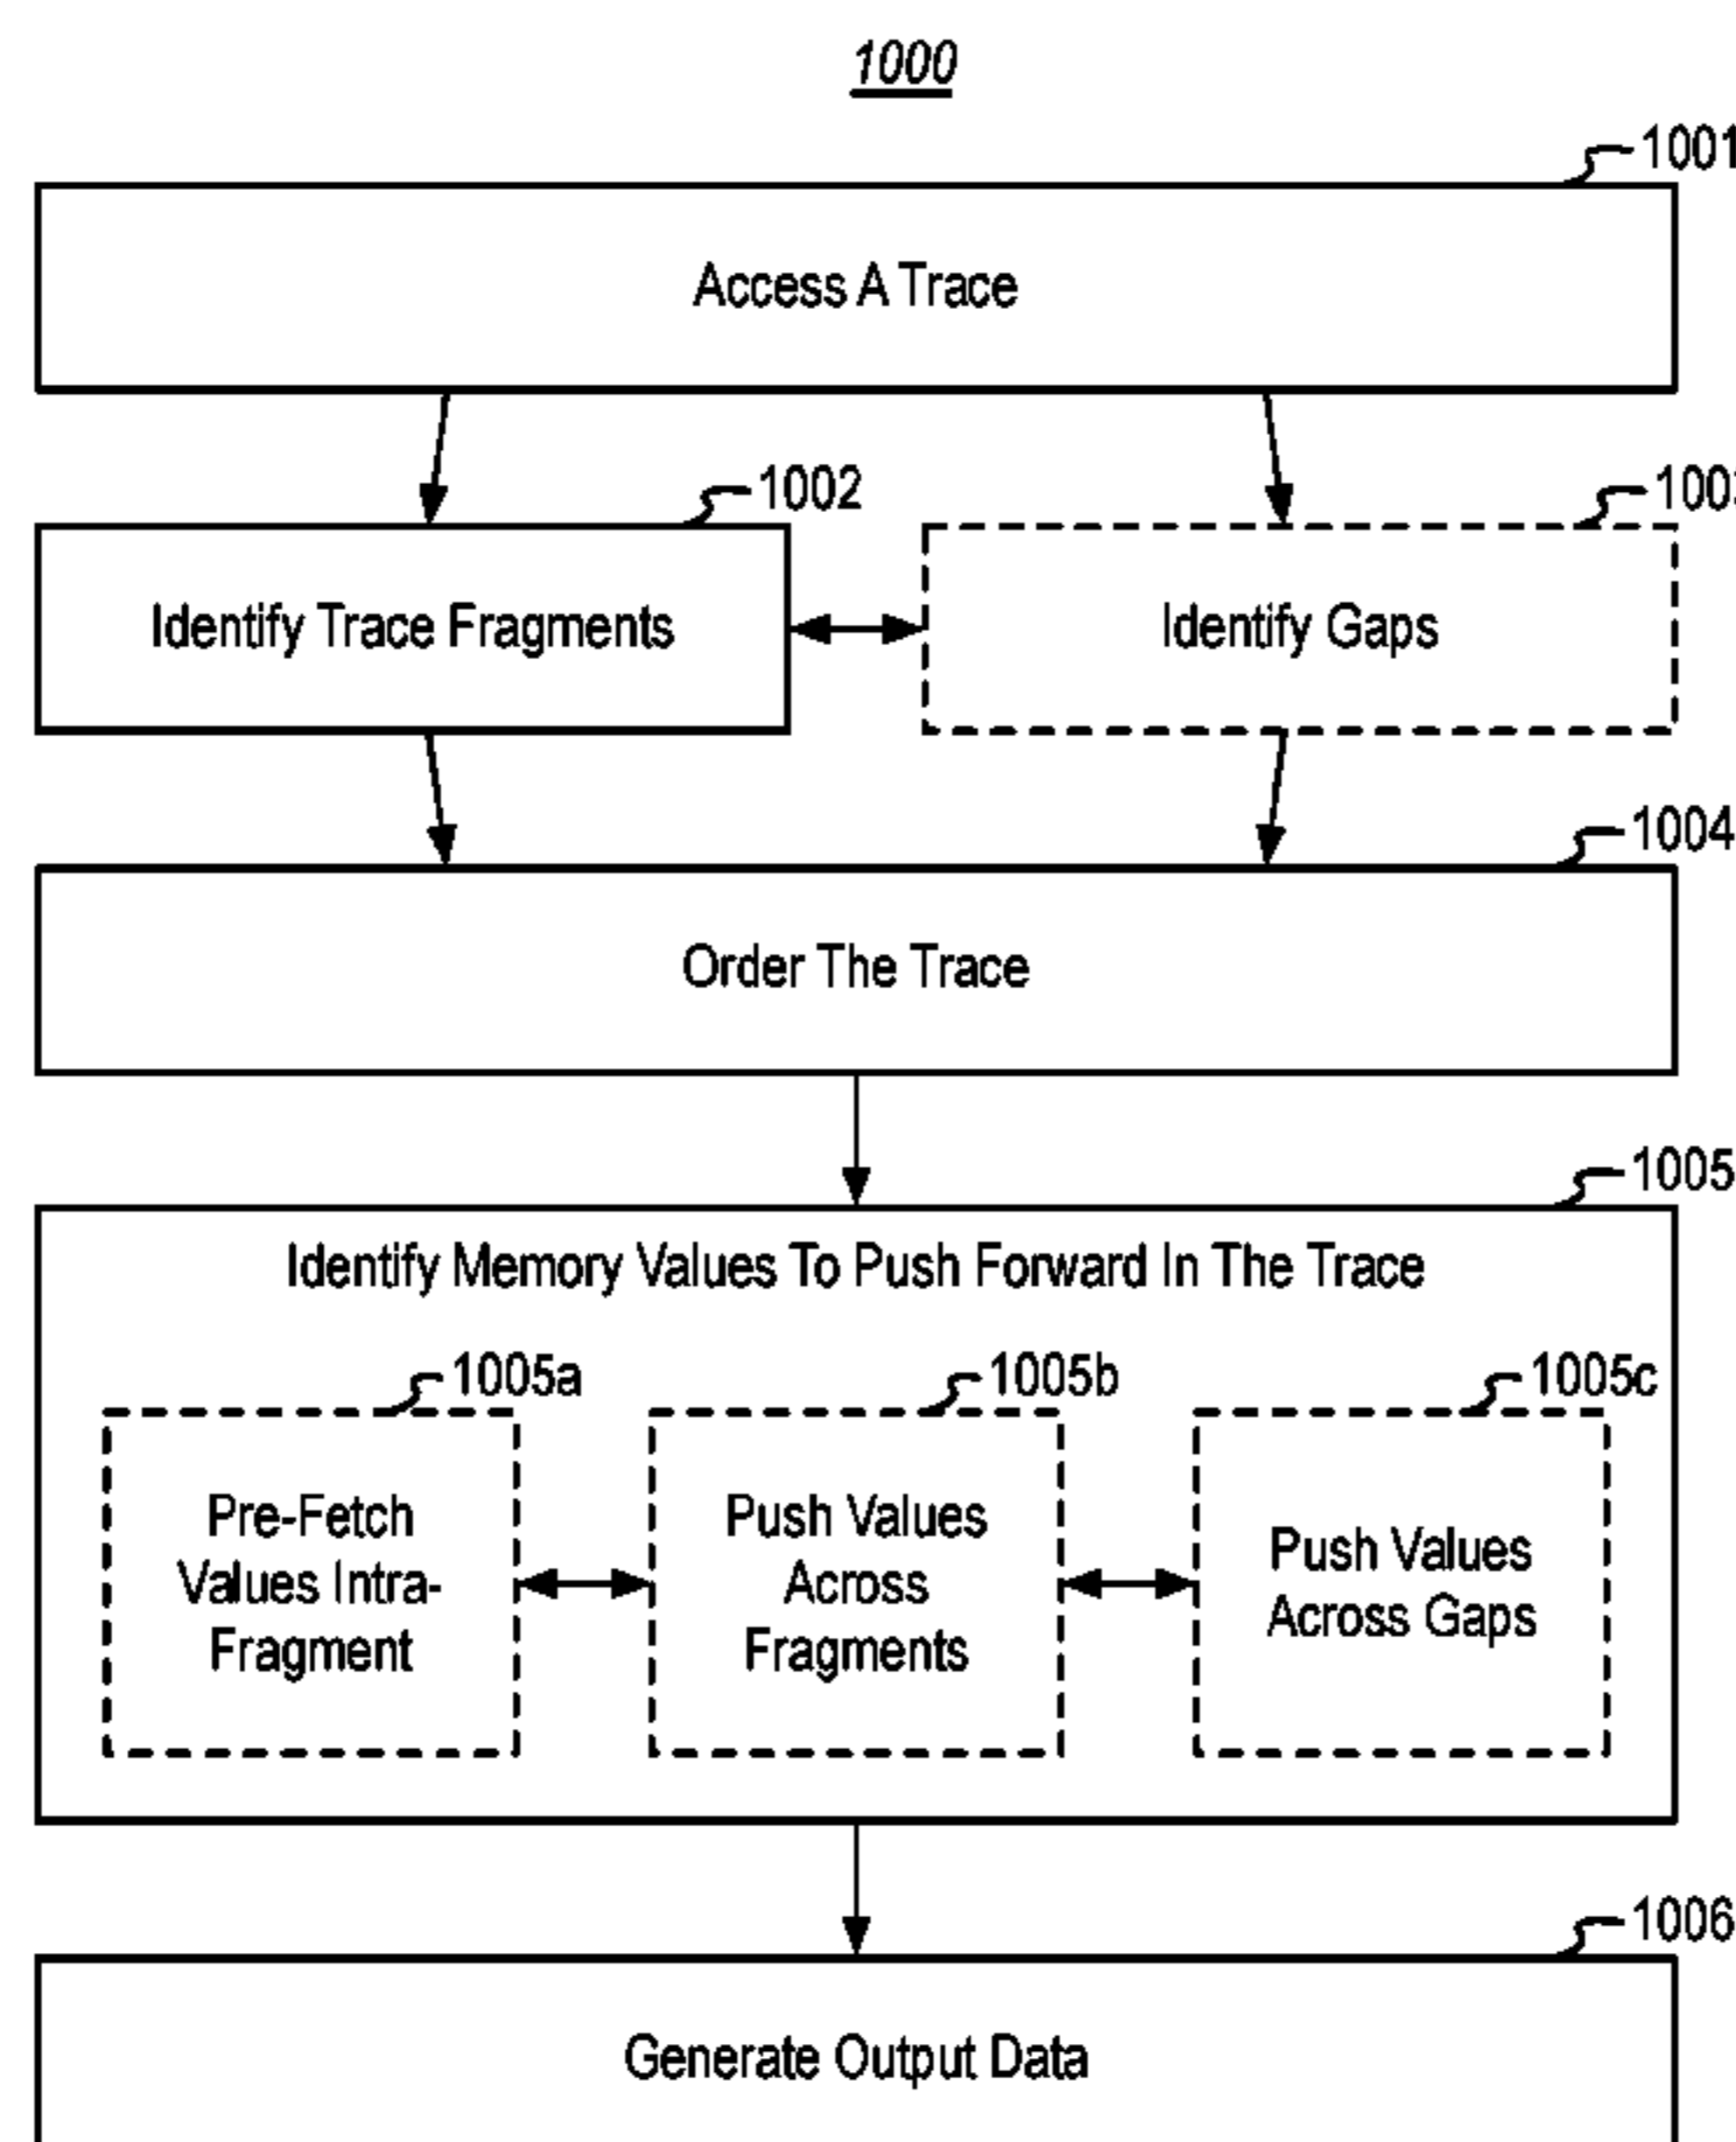 1000
1001
Access A Trace
1002
Identify Trace Fragments
Identify Gaps
1004
Order The Trace
1005
Identify Memory Values To Push Forward In The Trace
1005a
1005b
1005c
Pre-Fetch
Values Intra-
Fragment
Push Values
Across
Fragments
Push Values
Across Gaps
1006
Generate Output Data